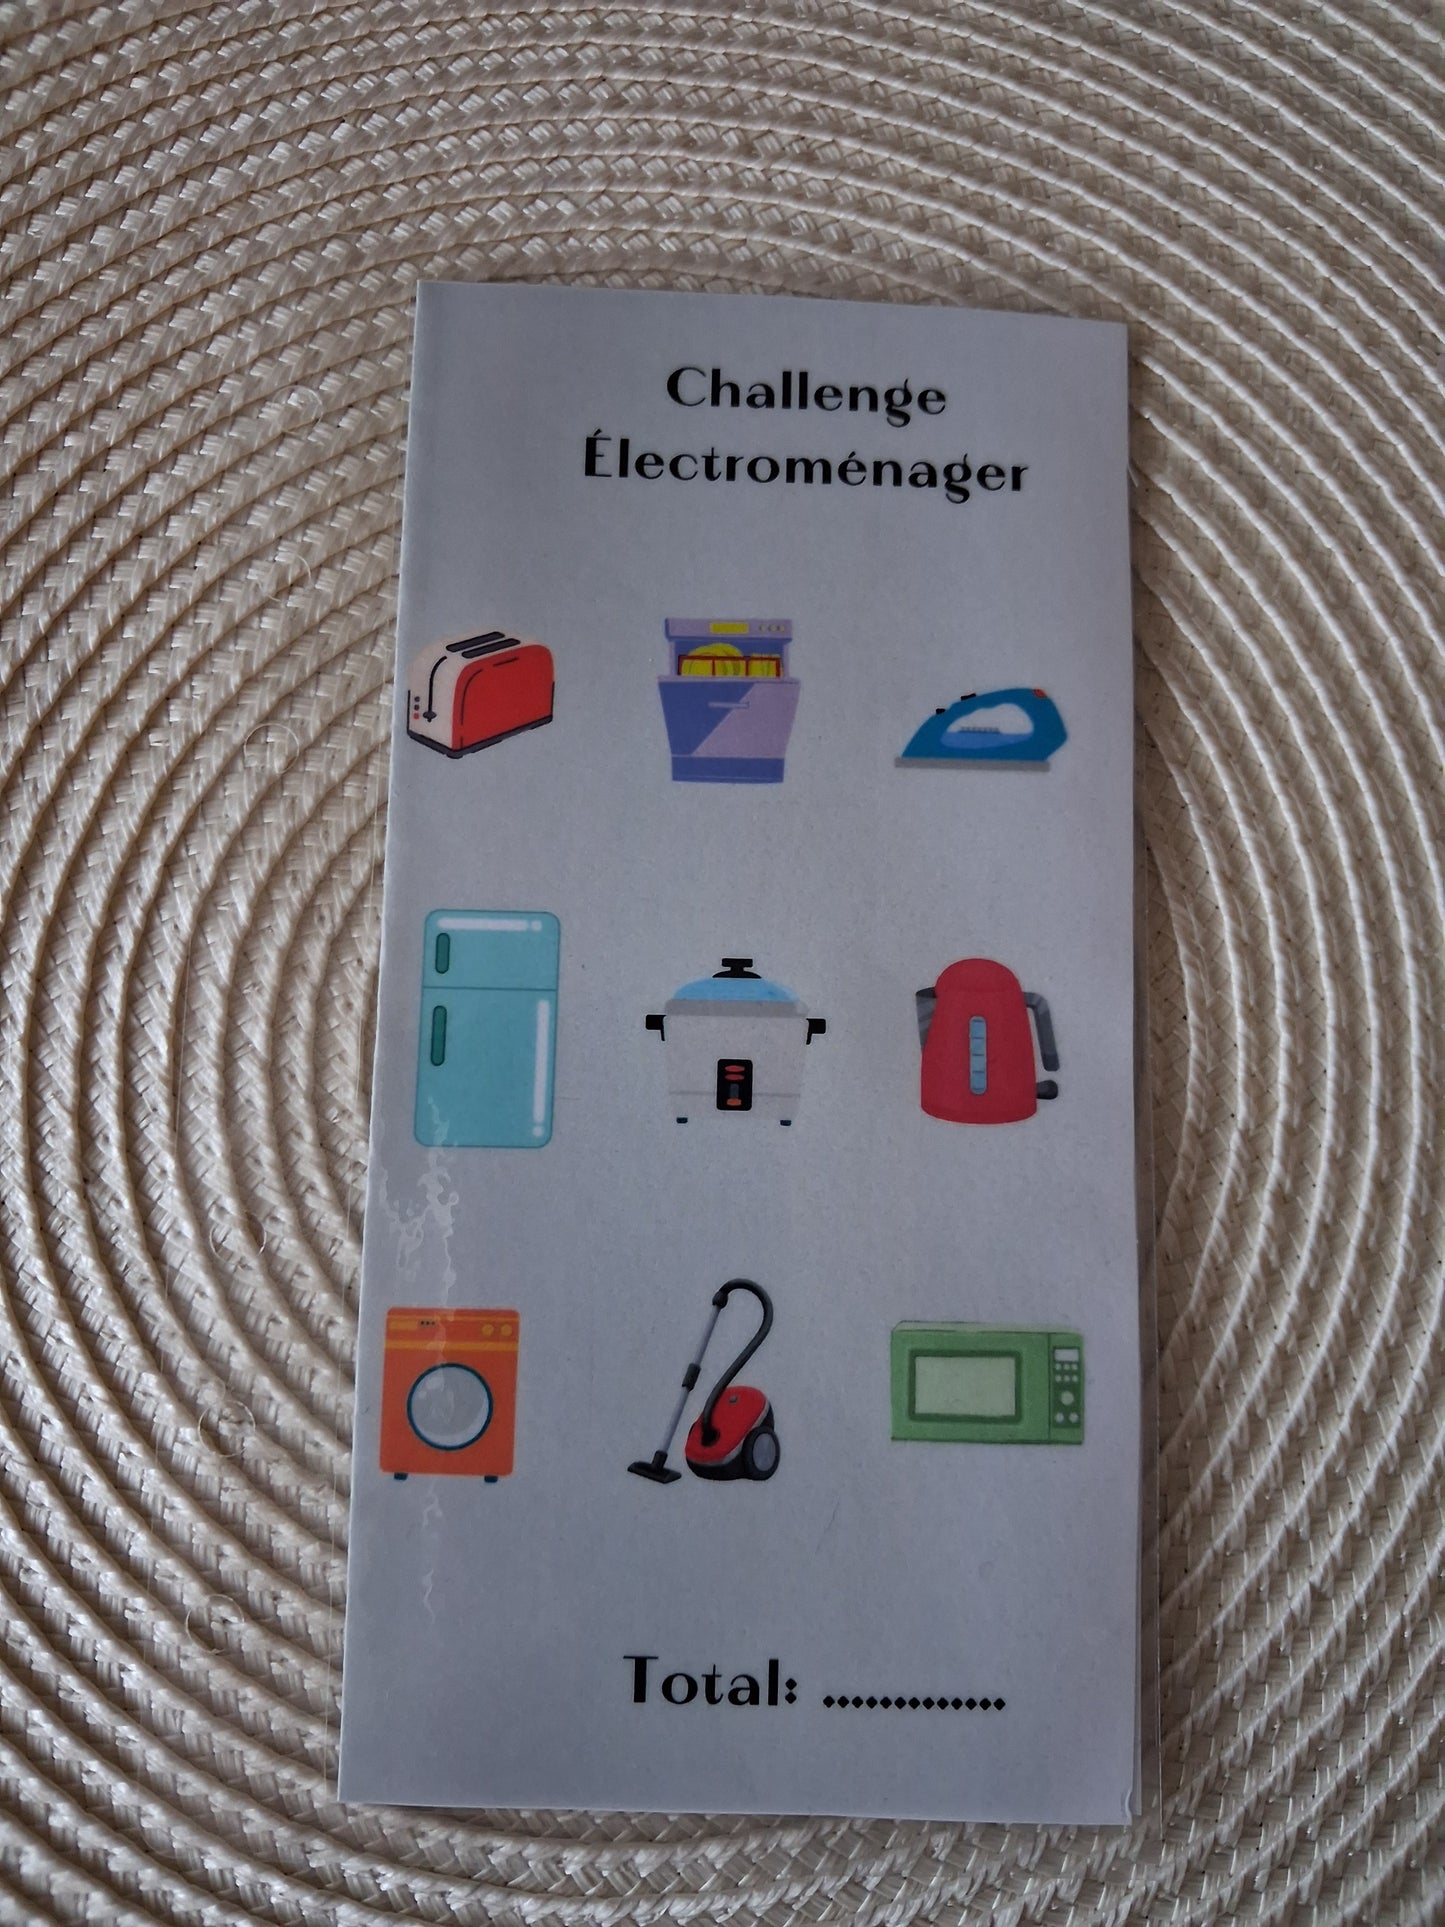 Challenge
Électroménager
Total: .............